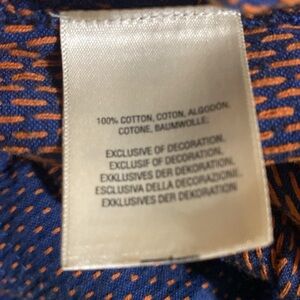 100% COTTON, COTON, ALGODON,
COTONE, BAUMWOLLE.
EXCLUSIVE OF DECORATION.
EXCLUSIF OF DECORATION.
EXKLUSIVES DER DEKORATION.
ESCLUSIVA DELLA DECORAZIONE.
EXKLUSIVES DER DEKORATION